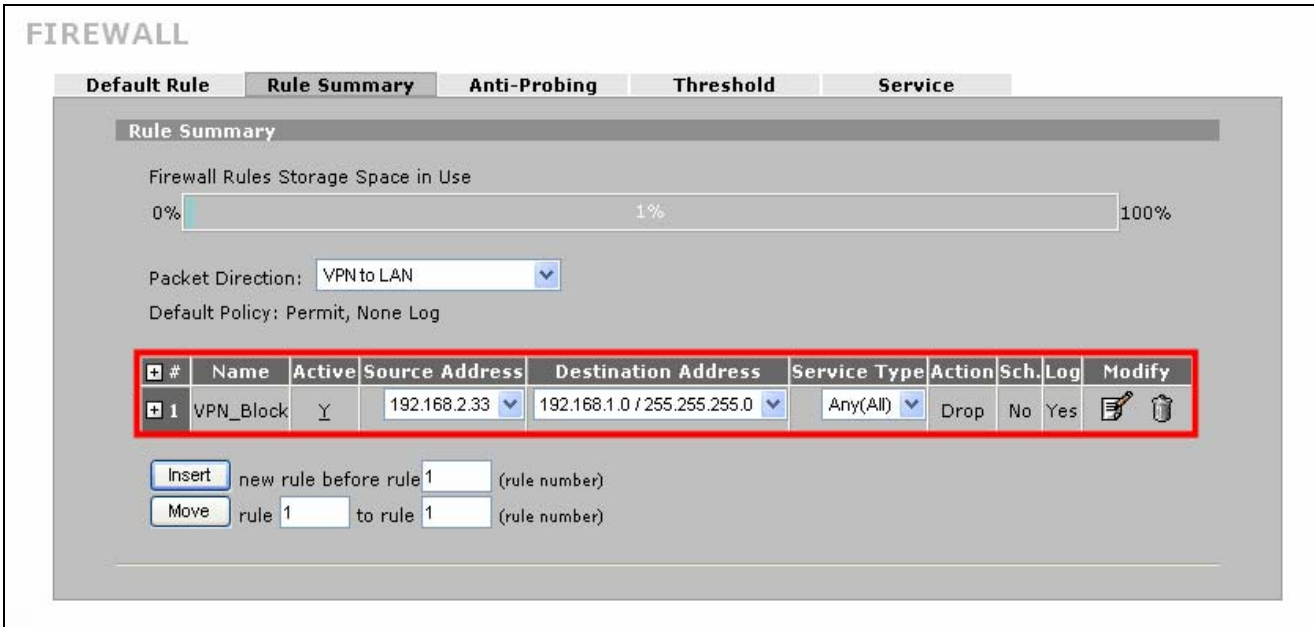 FIREWALL
Default Rule Rule Summary Anti-Probing Threshold Service
Rule Summary
Firewall Rules Storage Space in Use
0% 1% 100%
Packet Direction: VPN to LAN
Default Policy: Permit, None Log
# Name Active Source Address Destination Address Service Type Action Sch. Log Modify
1 VPN_Block Y 192.168.2.33 192.168.1.0 / 255.255.255.0 Any(All) Drop No Yes
Insert new rule before rule 1 (rule number)
Move rule 1 to rule 1 (rule number)